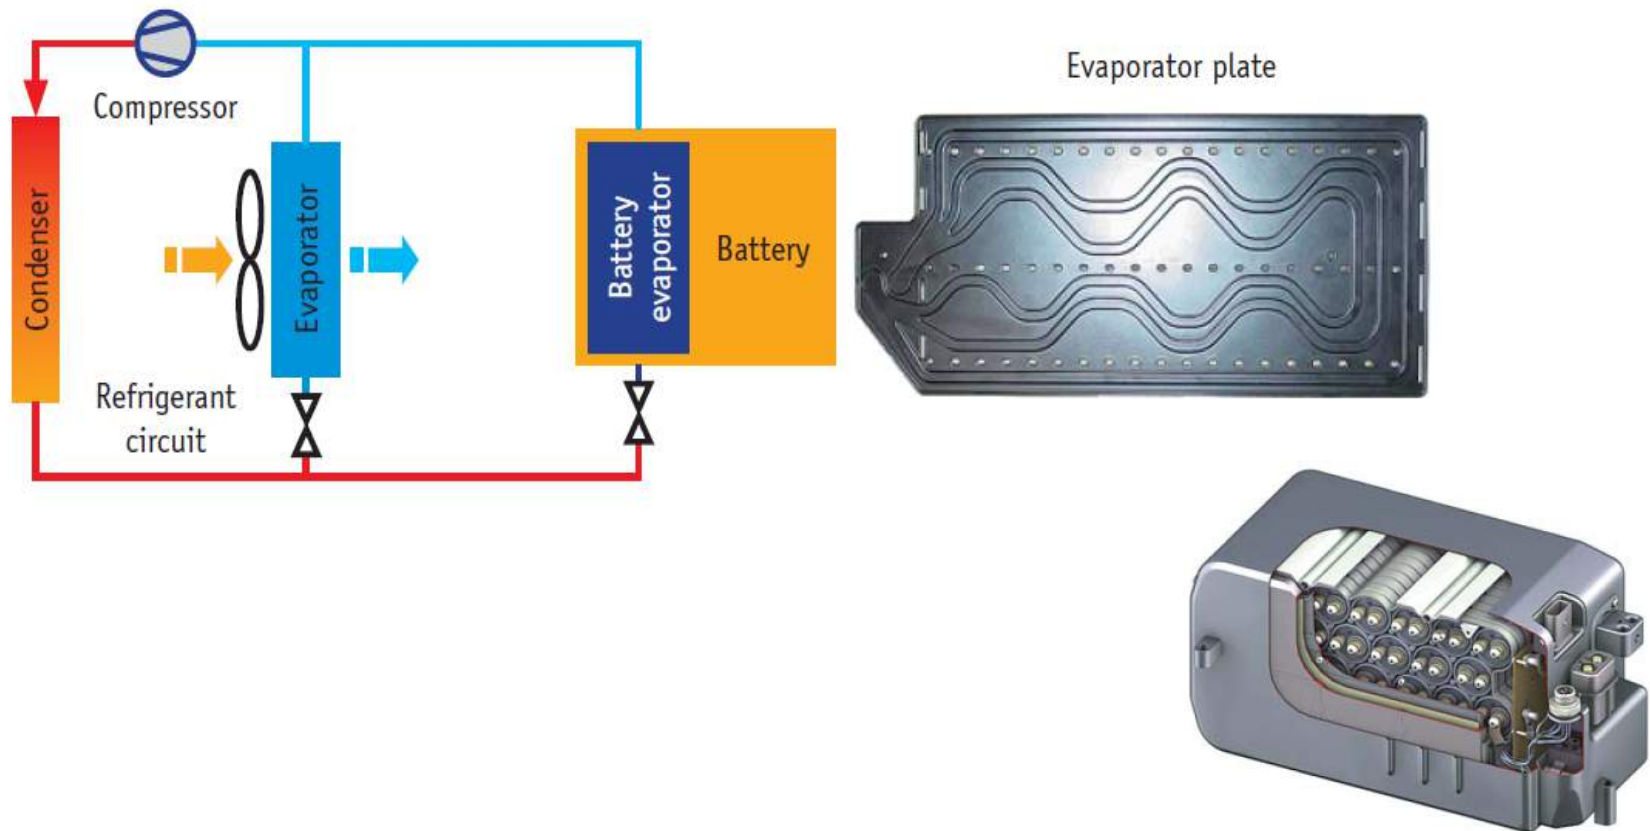 Compressor
Evaporator plate
Condenser
Evaporator
Battery
evaporator
Battery
Refrigerant
circuit